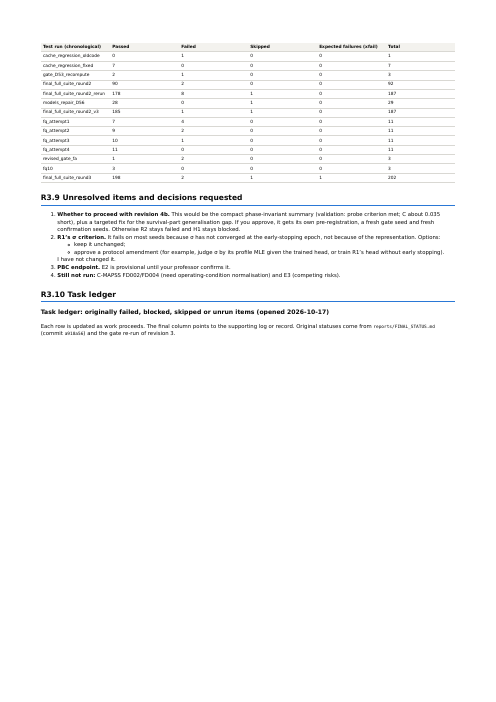 Test run (chronological) Passed Failed Skipped Expected failures (xfail) Total
cache_regression_oldcode 0 1 0 0 1
cache_regression_fixed 7 0 0 0 7
gate_DS3_recompute 2 1 0 0 3
final_full_suite_round2 90 2 0 0 92
final_full_suite_round2_rerun 178 8 1 0 187
models_repair_DS6 28 0 1 0 29
final_full_suite_round2_v3 185 1 1 0 187
fq_attempt1 7 4 0 0 11
fq_attempt2 9 2 0 0 11
fq_attempt3 10 1 0 0 11
fq_attempt4 11 0 0 0 11
revised_gate_fa 1 2 0 0 3
fq10 3 0 0 0 3
final_full_suite_round3 198 2 1 1 202
R3.9 Unresolved items and decisions requested
1. Whether to proceed with revision 4b. This would be the compact phase-invariant summary (validation: probe criterion met; C about 0.035
short), plus a targeted fix for the survival-part generalisation gap. If you approve, it gets its own pre-registration, a fresh gate seed and fresh
confirmation seeds. Otherwise R2 stays failed and H1 stays blocked.
2. R1's σ criterion. It fails on most seeds because σ has not converged at the early-stopping epoch, not because of the representation. Options:
keep it unchanged;
approve a protocol amendment (for example, judge σ by its profile MLE given the trained head, or train R1's head without early stopping).
I have not changed it.
3. PBC endpoint. E2 is provisional until your professor confirms it.
4. Still not run: C-MAPSS FD002/FD004 (need operating-condition normalisation) and E3 (competing risks).
R3.10 Task ledger
Task ledger: originally failed, blocked, skipped or unrun items (opened 2026-10-17)
Each row is updated as work proceeds. The final column points to the supporting log or record. Original statuses come from reports/FINAL_STATUS.md
(commit a918a56) and the gate re-run of revision 3.